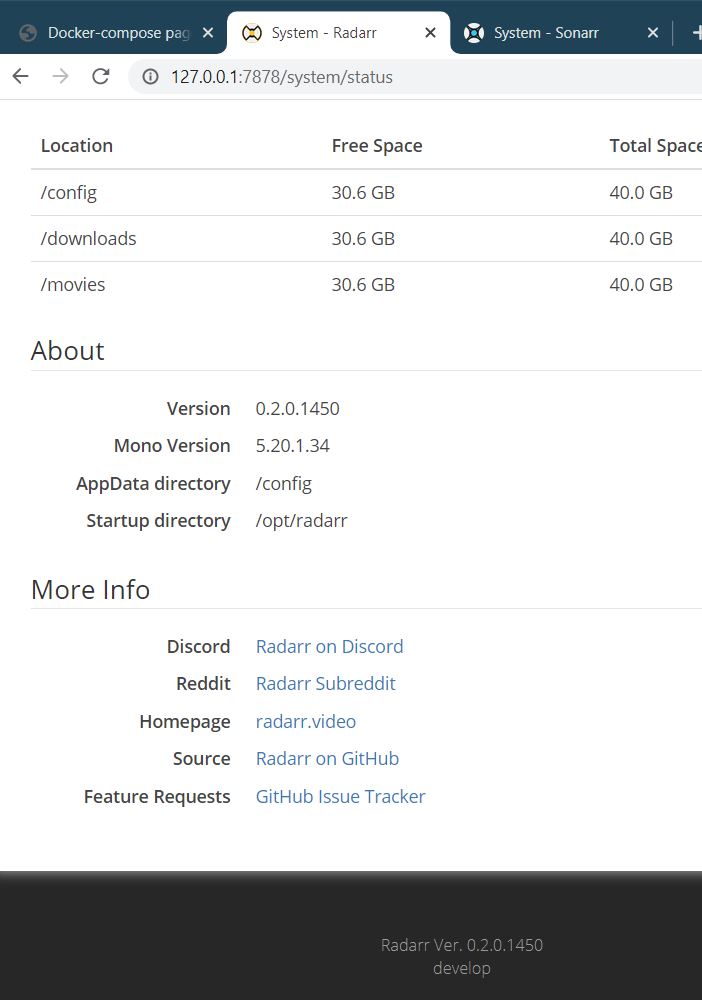 Docker-compose pag
System - Radarr
System - Sonarr
127.0.0.1:7878/system/status
Location Free Space Total Space
/config 30.6 GB 40.0 GB
/downloads 30.6 GB 40.0 GB
/movies 30.6 GB 40.0 GB
About
Version 0.2.0.1450
Mono Version 5.20.1.34
AppData directory /config
Startup directory /opt/radarr
More Info
Discord Radarr on Discord
Reddit Radarr Subreddit
Homepage radarr.video
Source Radarr on GitHub
Feature Requests GitHub Issue Tracker
Radarr Ver. 0.2.0.1450
develop